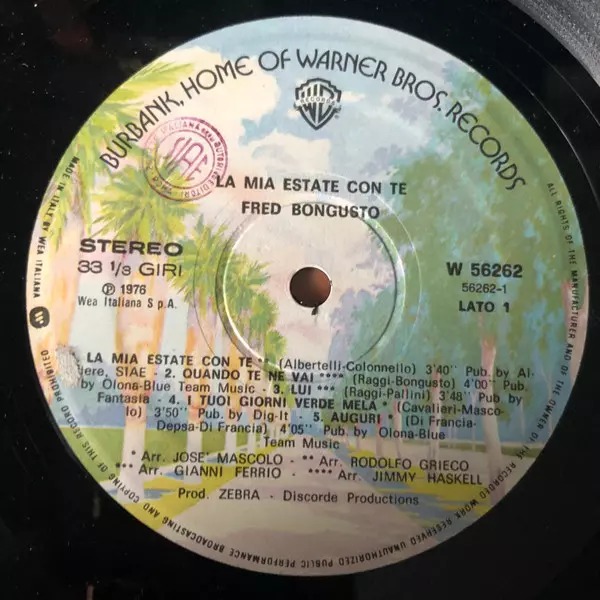 BURBANK, HOME OF WARNER BROS. RECORDS
WB
RECORDS
SIAE
LA MIA ESTATE CON TE
FRED BONGUSTO
STEREO
33 1/3 GIRI
Ⓟ 1976
Wea Italiana S.p.A.
W 56262
56262-1
LATO 1
LA MIA ESTATE CON TE ** (Albertelli-Colonnello) 3'40" Pub. by Al-
ere, SIAE - 2. QUANDO TE NE VAI **** (Raggi-Bongusto) 4'00" Pub.
by Olona-Blue Team Music - 3. LUI *** (Raggi-Pallini) 3'48" Pub. by
Fantasia - 4. I TUOI GIORNI VERDE MELA * (Cavalieri-Masco-
lo) 3'50" Pub. by Dig-It - 5. AUGURI * (Di Francia-
Depsa-Di Francia) 4'05" Pub. by Olona-Blue
Team Music
* Arr. JOSE' MASCOLO - ** Arr. RODOLFO GRIECO
*** Arr. GIANNI FERRIO - **** Arr. JIMMY HASKELL
Prod. ZEBRA - Discorde Productions
MADE IN ITALY BY WEA ITALIANA
ALL RIGHTS OF THE MANUFACTURER AND OF THE OWNER OF THE RECORDED WORK RESERVED UNAUTHORIZED PUBLIC PERFORMANCE BROADCASTING AND COPYING OF THIS RECORD PROHIBITED